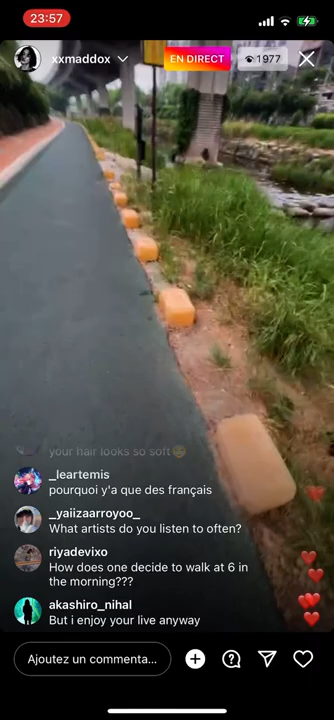 23:57
xxmaddox
EN DIRECT
1977
your hair looks so soft
_leartemis
pourquoi y'a que des français
_yaiizaarroyoo_
What artists do you listen to often?
riyadevixo
How does one decide to walk at 6 in
the morning???
akashiro_nihal
But i enjoy your live anyway
Ajoutez un commenta...